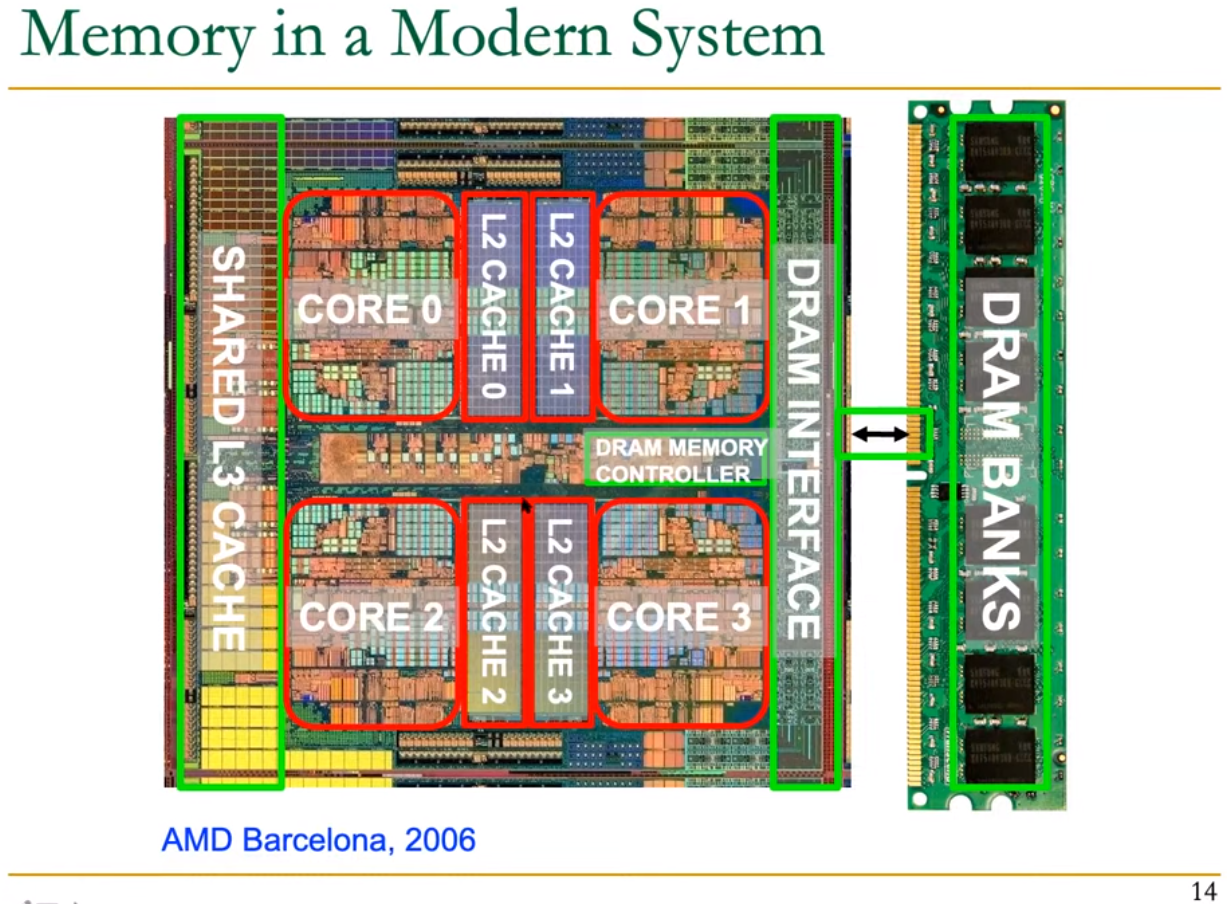 Memory in a Modern System
SHARED L3 CACHE
CORE 0
L2 CACHE 0
L2 CACHE 1
CORE 1
DRAM INTERFACE
DRAM BANKS
DRAM MEMORY
CONTROLLER
CORE 2
L2 CACHE 2
L2 CACHE 3
CORE 3
AMD Barcelona, 2006
14